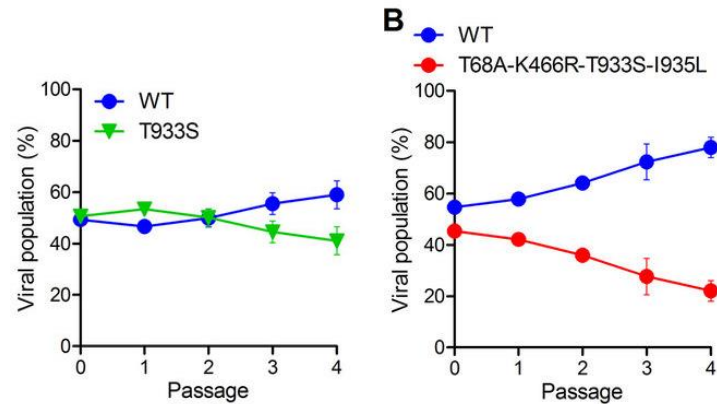 WT
T933S
Viral population (%)
100
80
60
40
20
0
0 1 2 3 4
Passage
B
WT
T68A-K466R-T933S-I935L
Viral population (%)
100
80
60
40
20
0
0 1 2 3 4
Passage